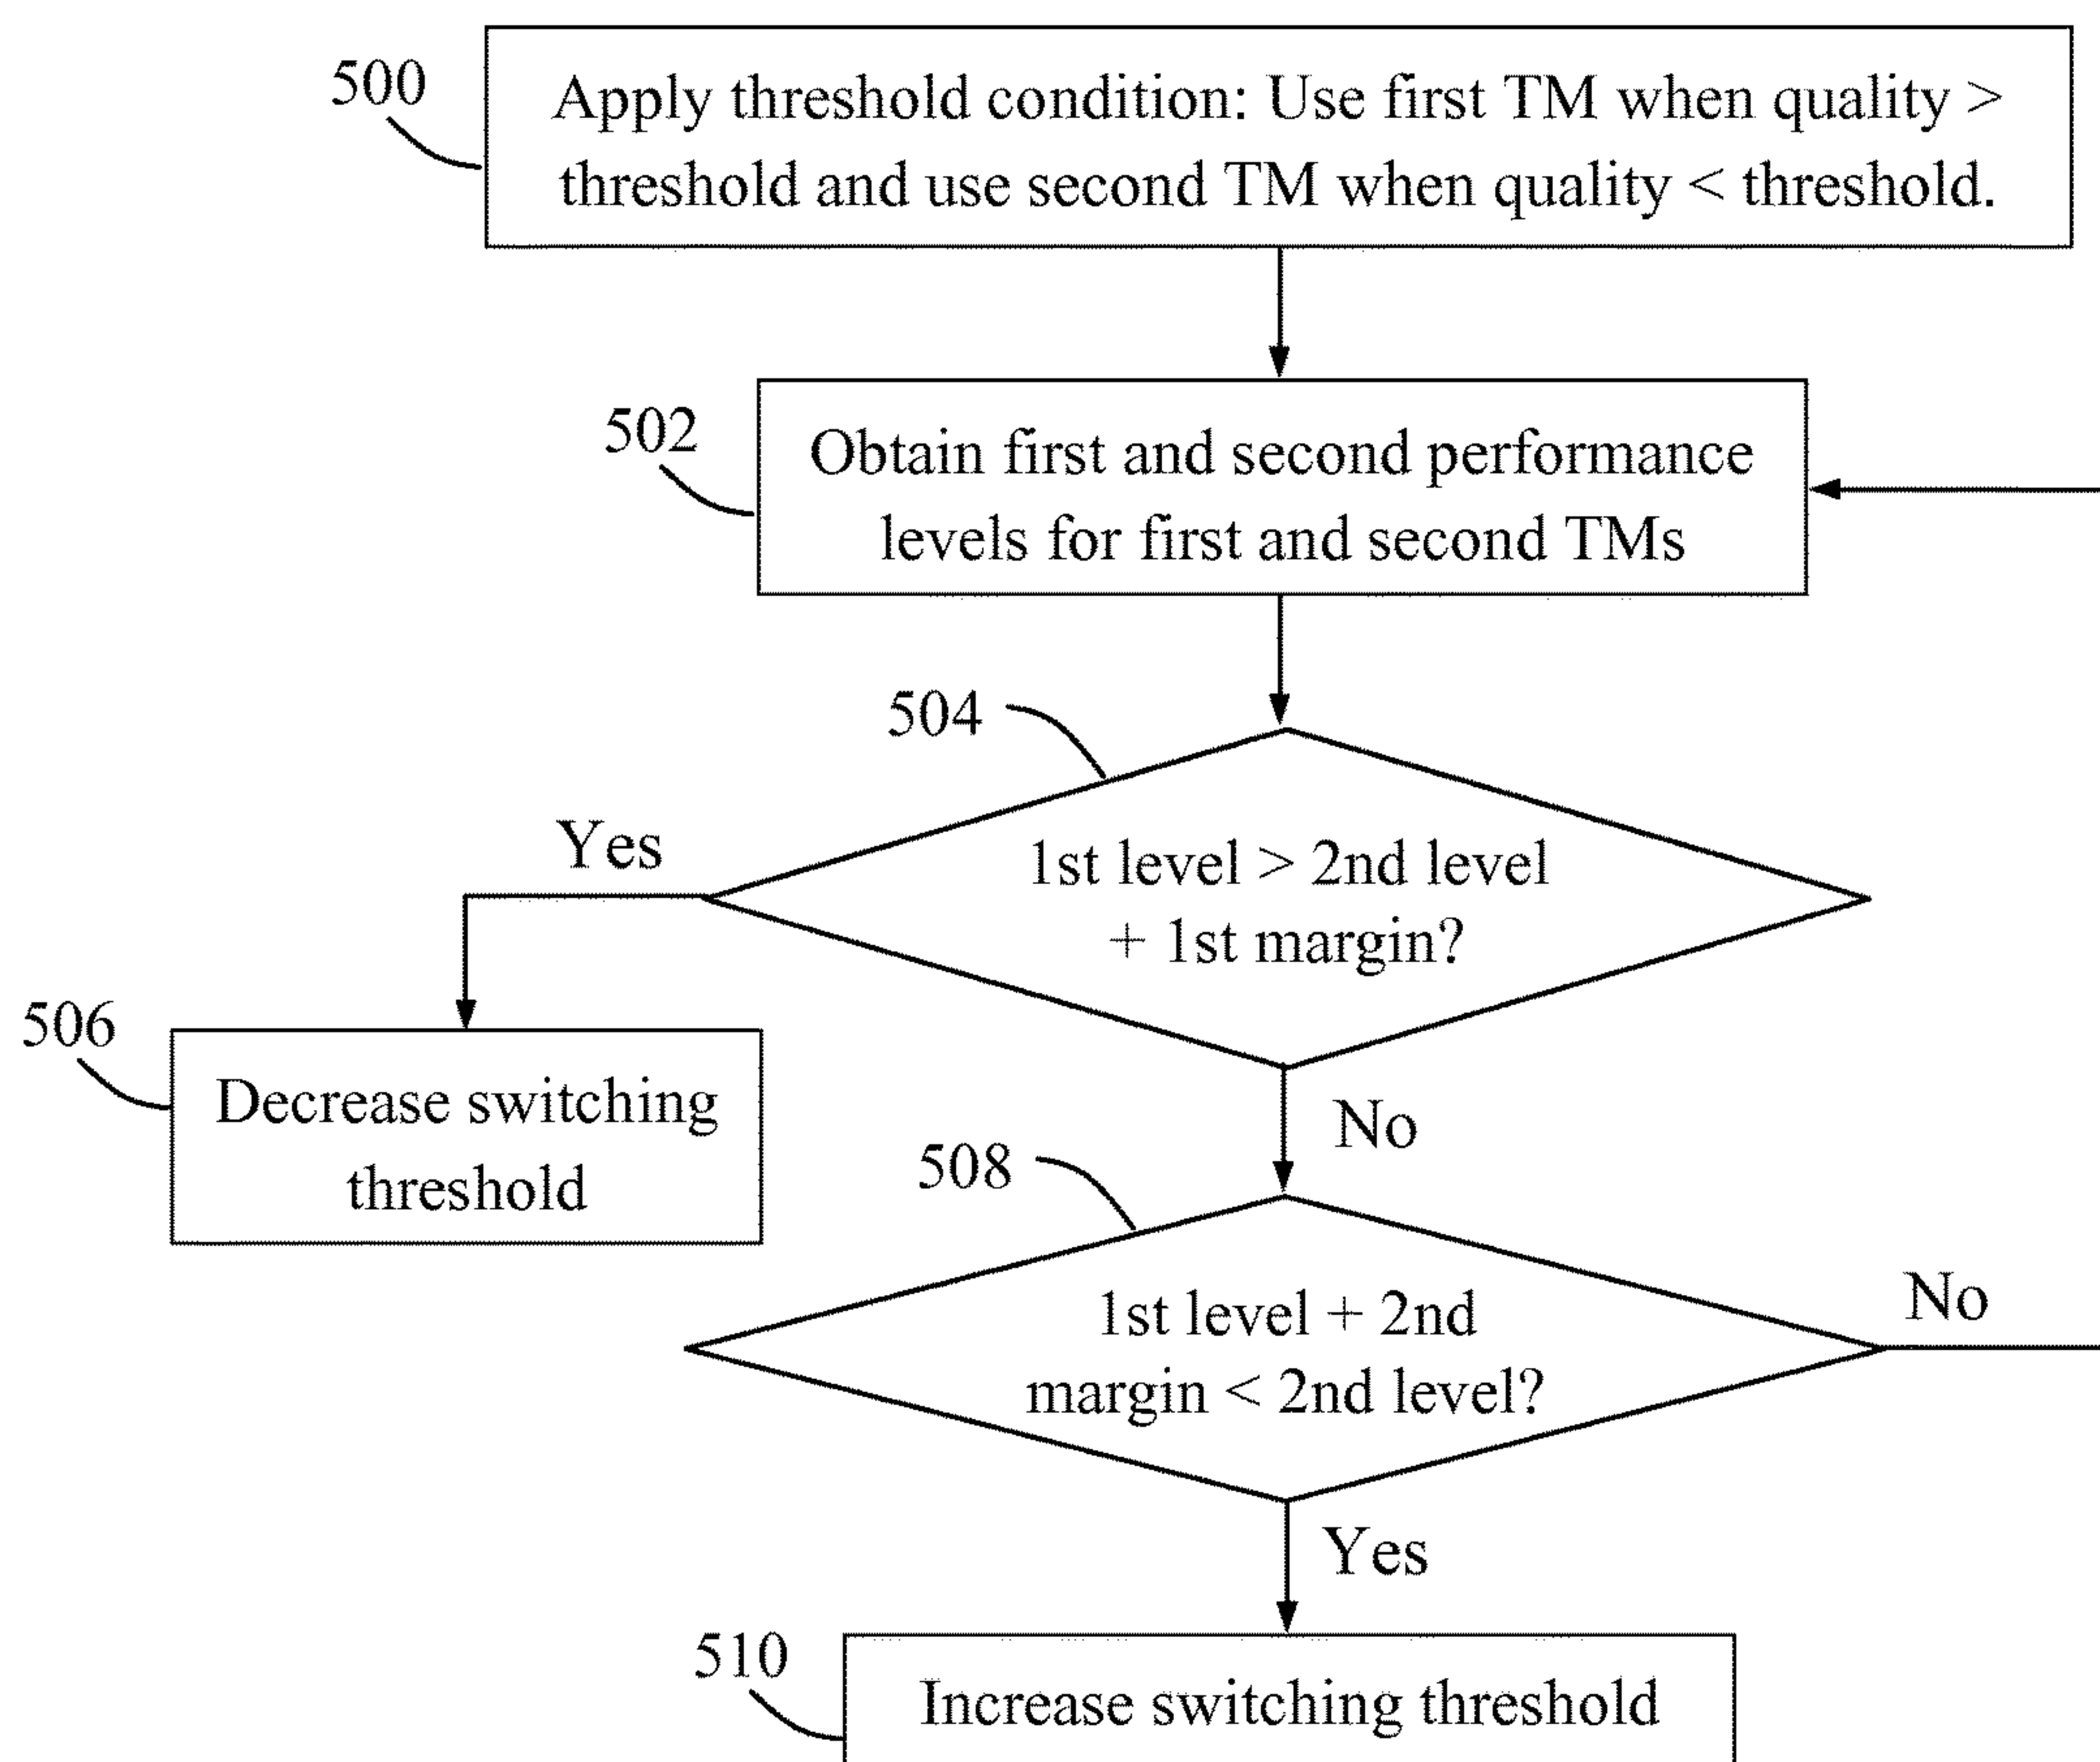 500
Apply threshold condition: Use first TM when quality >
threshold and use second TM when quality < threshold.
502
Obtain first and second performance
levels for first and second TMs
504
1st level > 2nd level
+ 1st margin?
Yes
506
Decrease switching
threshold
No
508
1st level + 2nd
margin < 2nd level?
No
Yes
510
Increase switching threshold